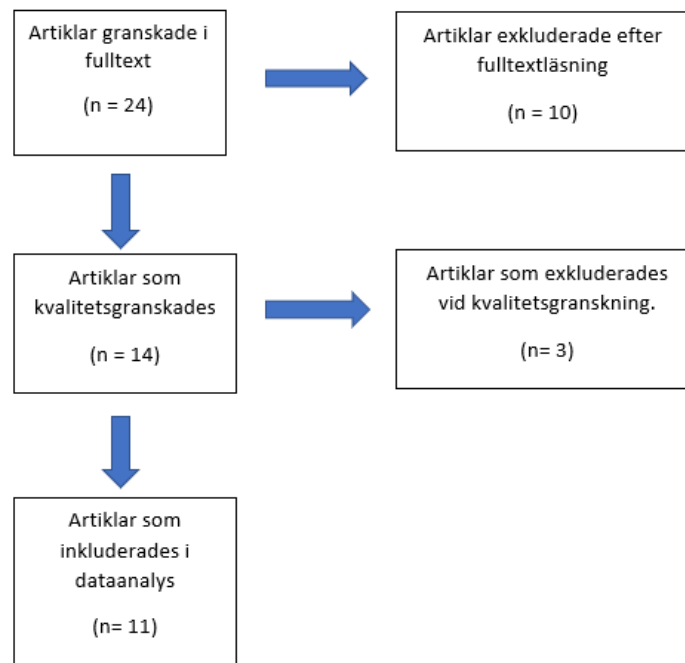 Artiklar granskade i
fulltext
(n = 24)
Artiklar exkluderade efter
fulltextläsning
(n = 10)
Artiklar som
kvalitetsgranskades
(n = 14)
Artiklar som exkluderades
vid kvalitetsgranskning.
(n= 3)
Artiklar som
inkluderades i
dataanalys
(n= 11)